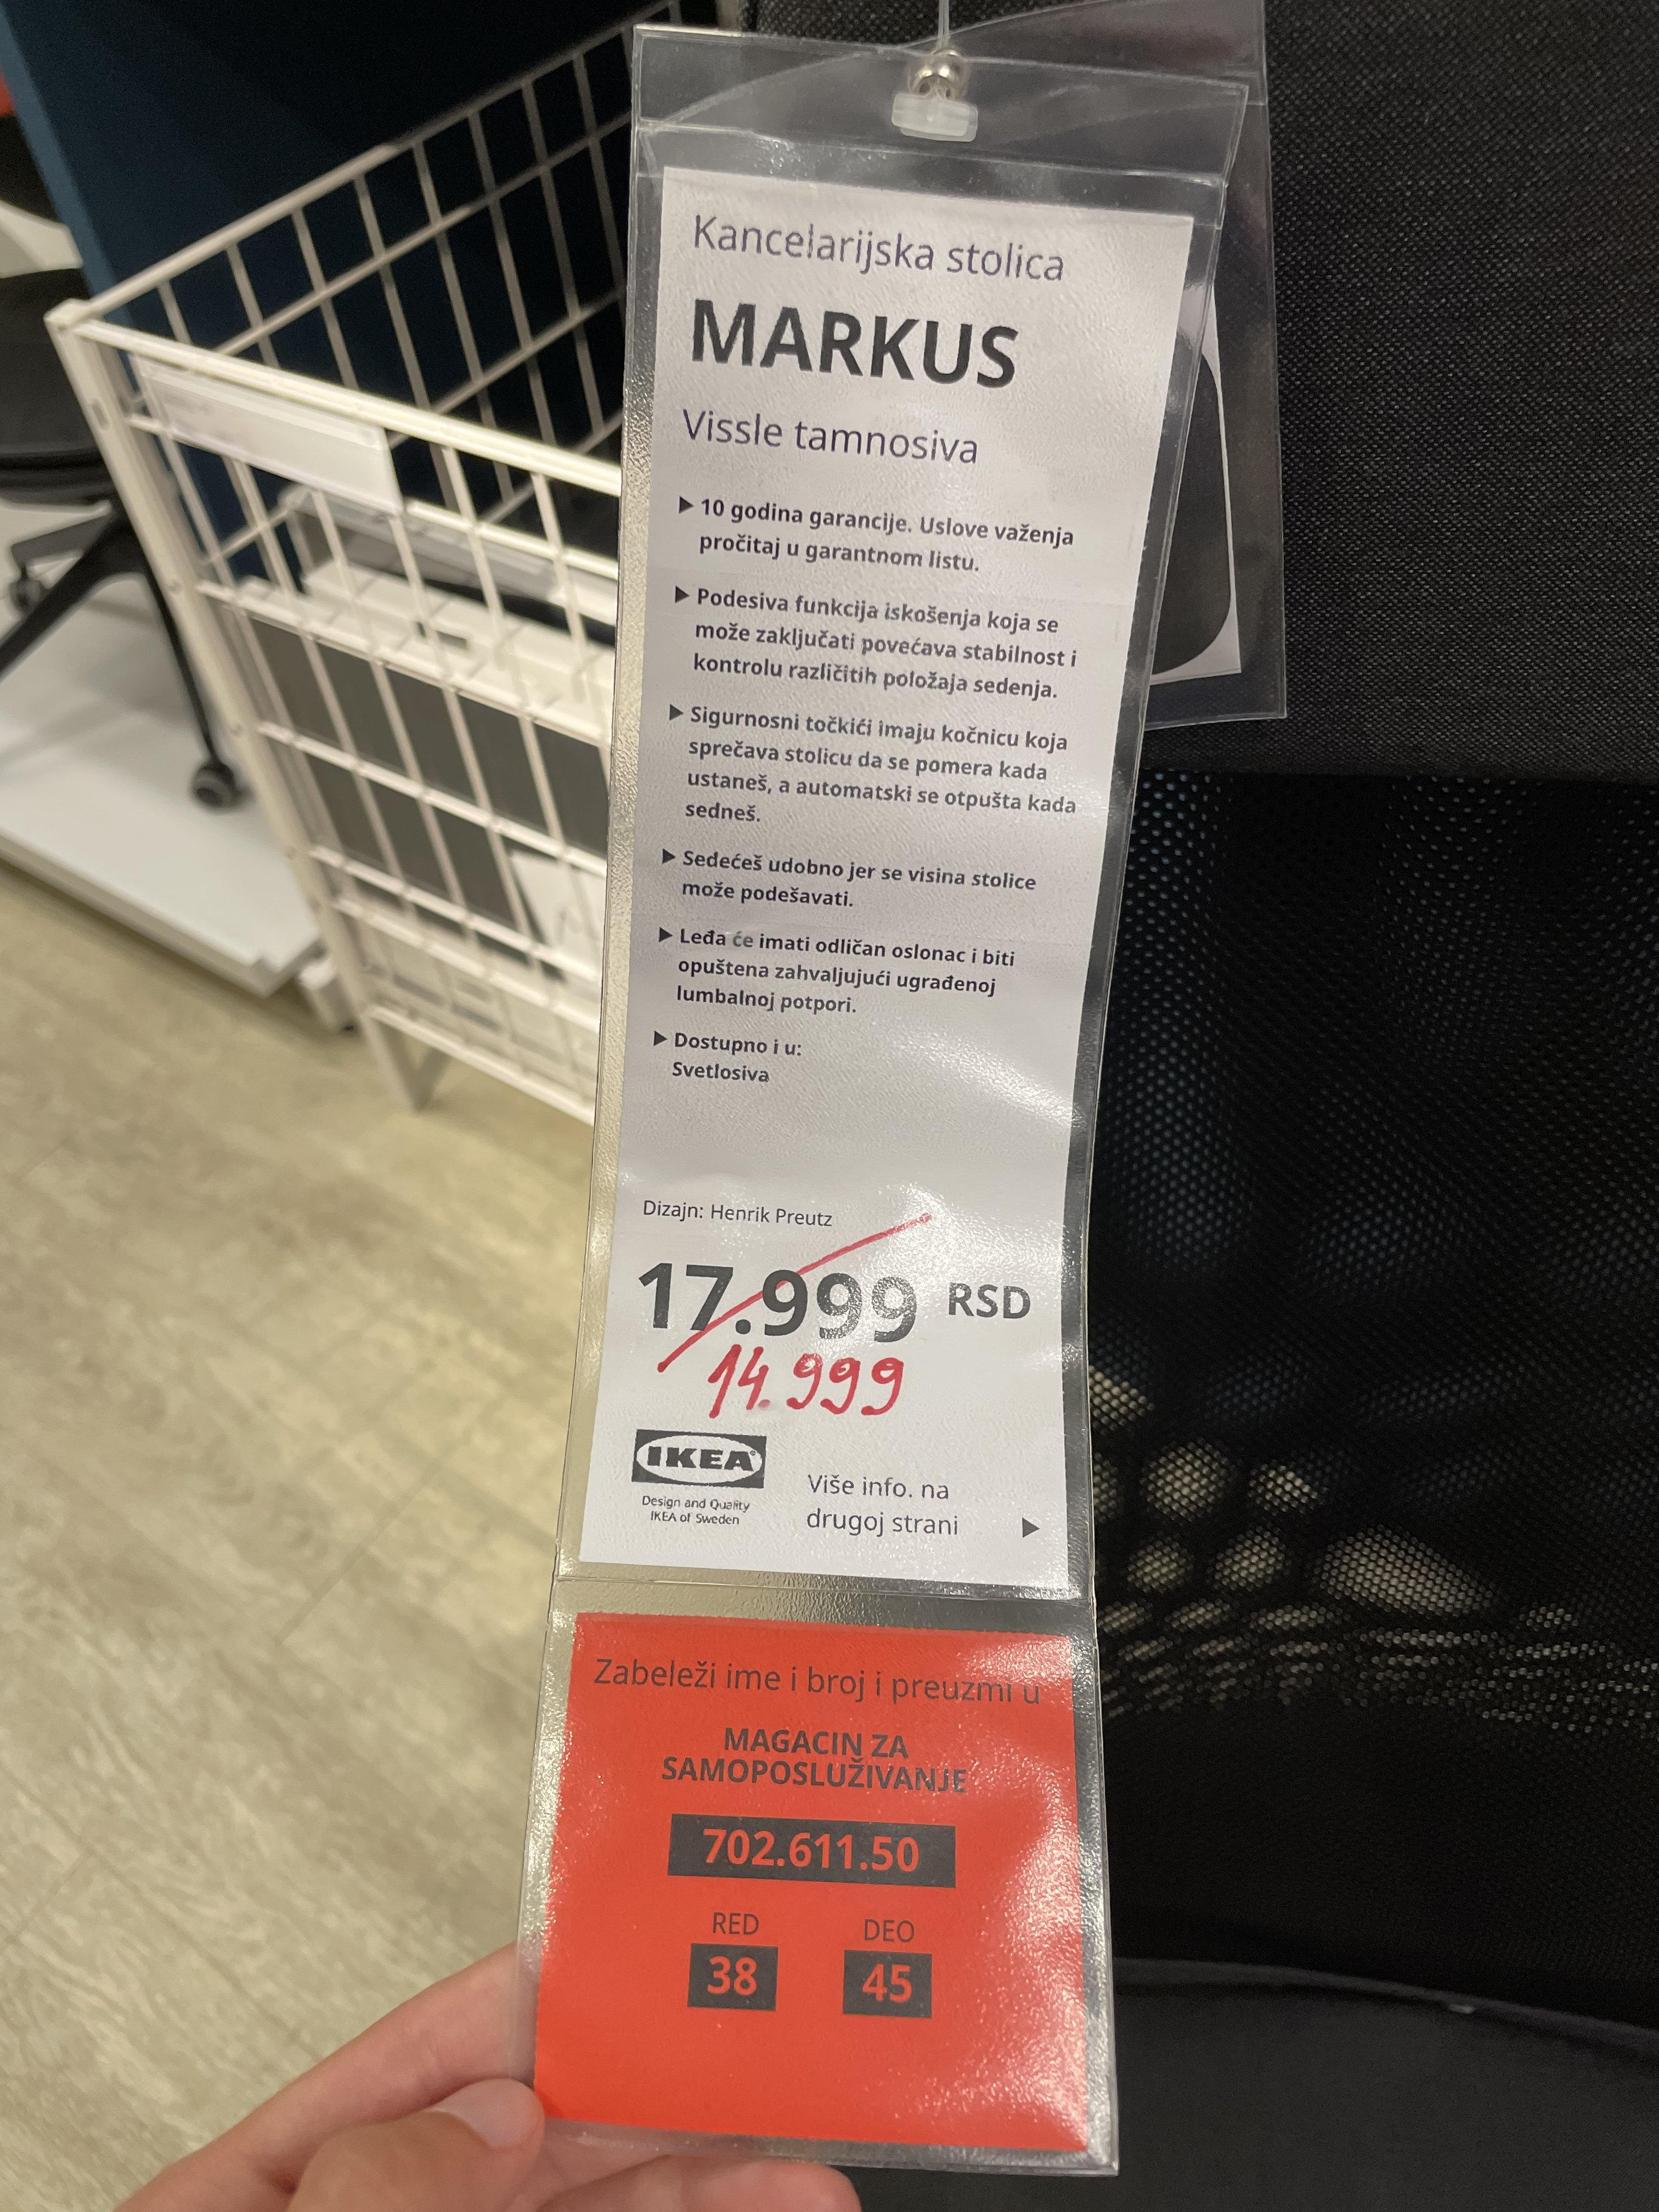 Kancelarijska stolica
MARKUS
Vissle tamnosiva
▶ 10 godina garancije. Uslove važenja
pročitaj u garantnom listu.
▶ Podesiva funkcija iskošenja koja se
može zaključati povećava stabilnost i
kontrolu različitih položaja sedenja.
▶ Sigurnosni točkići imaju kočnicu koja
sprečava stolicu da se pomera kada
ustaneš, a automatski se otpušta kada
sedneš.
▶ Sedećeš udobno jer se visina stolice
može podešavati.
▶ Leđa će imati odličan oslonac i biti
opuštena zahvaljujući ugrađenoj
lumbalnoj potpori.
▶ Dostupno i u:
Svetlosiva
Dizajn: Henrik Preutz
17.999 RSD
14.999
IKEA
Design and Quality
IKEA of Sweden
Više info. na
drugoj strani ▶
Zabeleži ime i broj i preuzmi u
MAGACIN ZA
SAMOPOSLUŽIVANJE
702.611.50
RED DEO
38 45